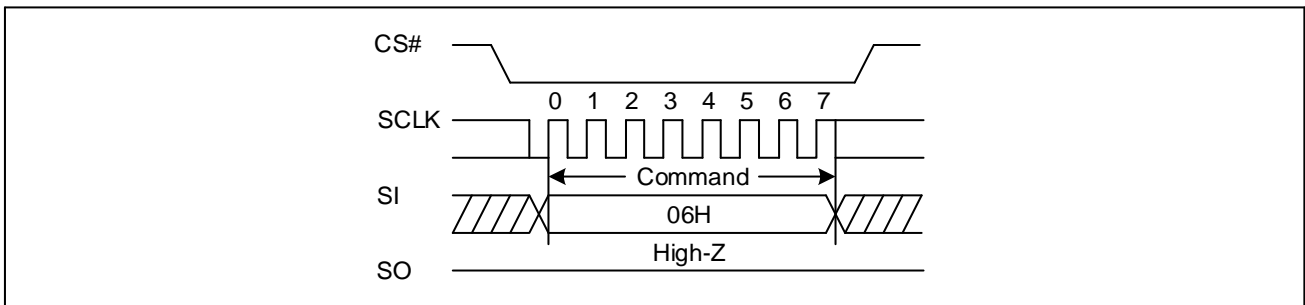 CS#
0 1 2 3 4 5 6 7
SCLK
Command
SI
06H
High-Z
SO